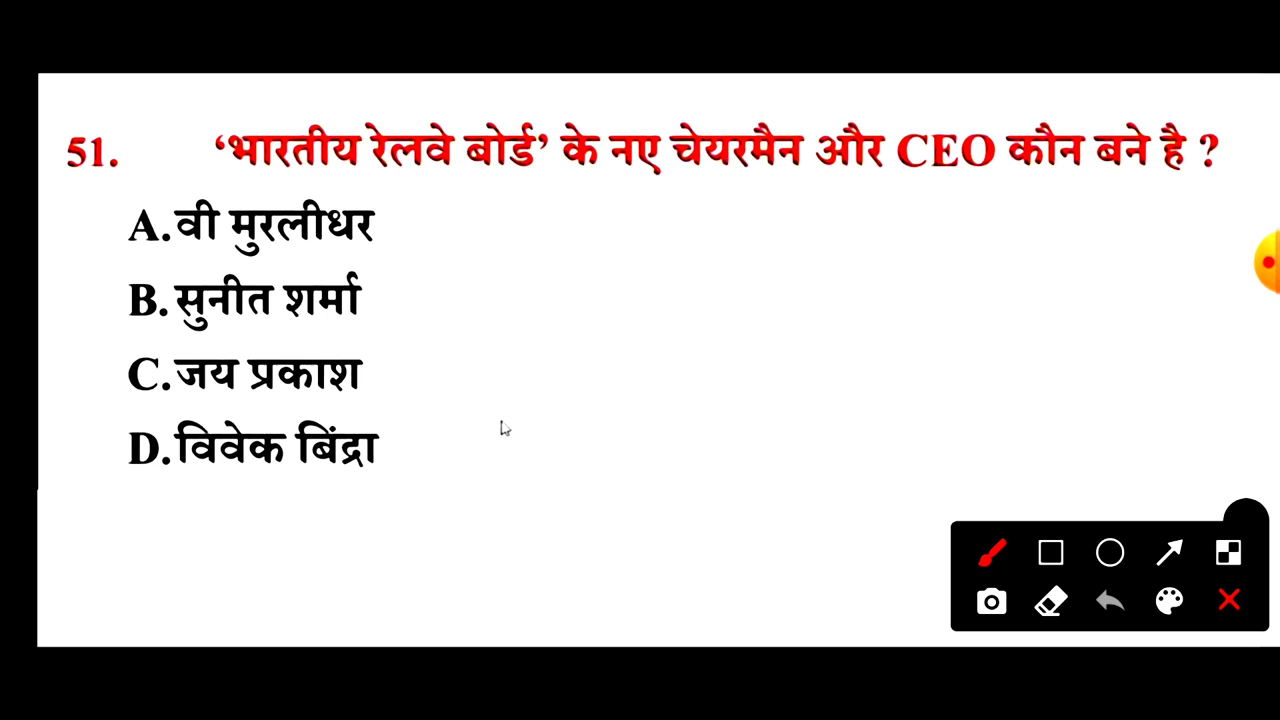 51. ‘भारतीय रेलवे बोर्ड’ के नए चेयरमैन और CEO कौन बने है ?
A. वी मुरलीधर
B. सुनीत शर्मा
C. जय प्रकाश
D. विवेक बिंद्रा